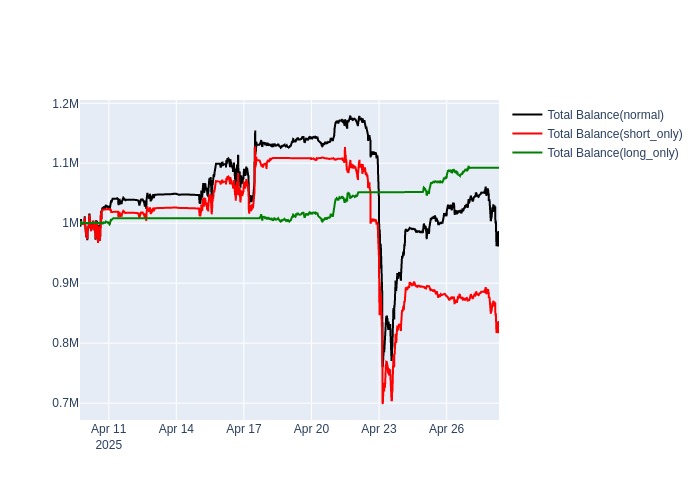 1.2M
1.1M
1M
0.9M
0.8M
0.7M
Apr 11
2025
Apr 14
Apr 17
Apr 20
Apr 23
Apr 26
Total Balance(normal)
Total Balance(short_only)
Total Balance(long_only)